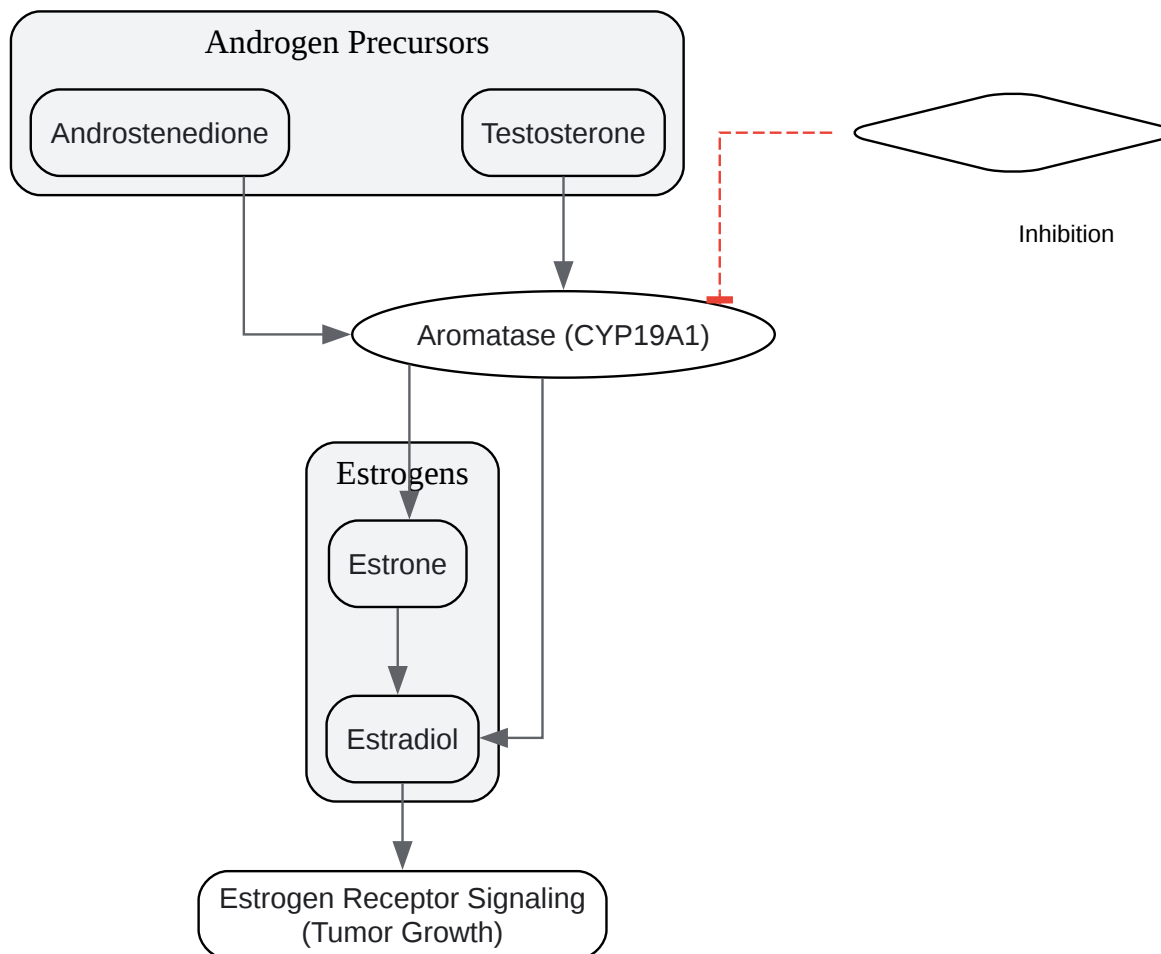 Androgen Precursors
Androstenedione
Testosterone
Inhibition
Aromatase (CYP19A1)
Estrogens
Estrone
Estradiol
Estrogen Receptor Signaling
(Tumor Growth)